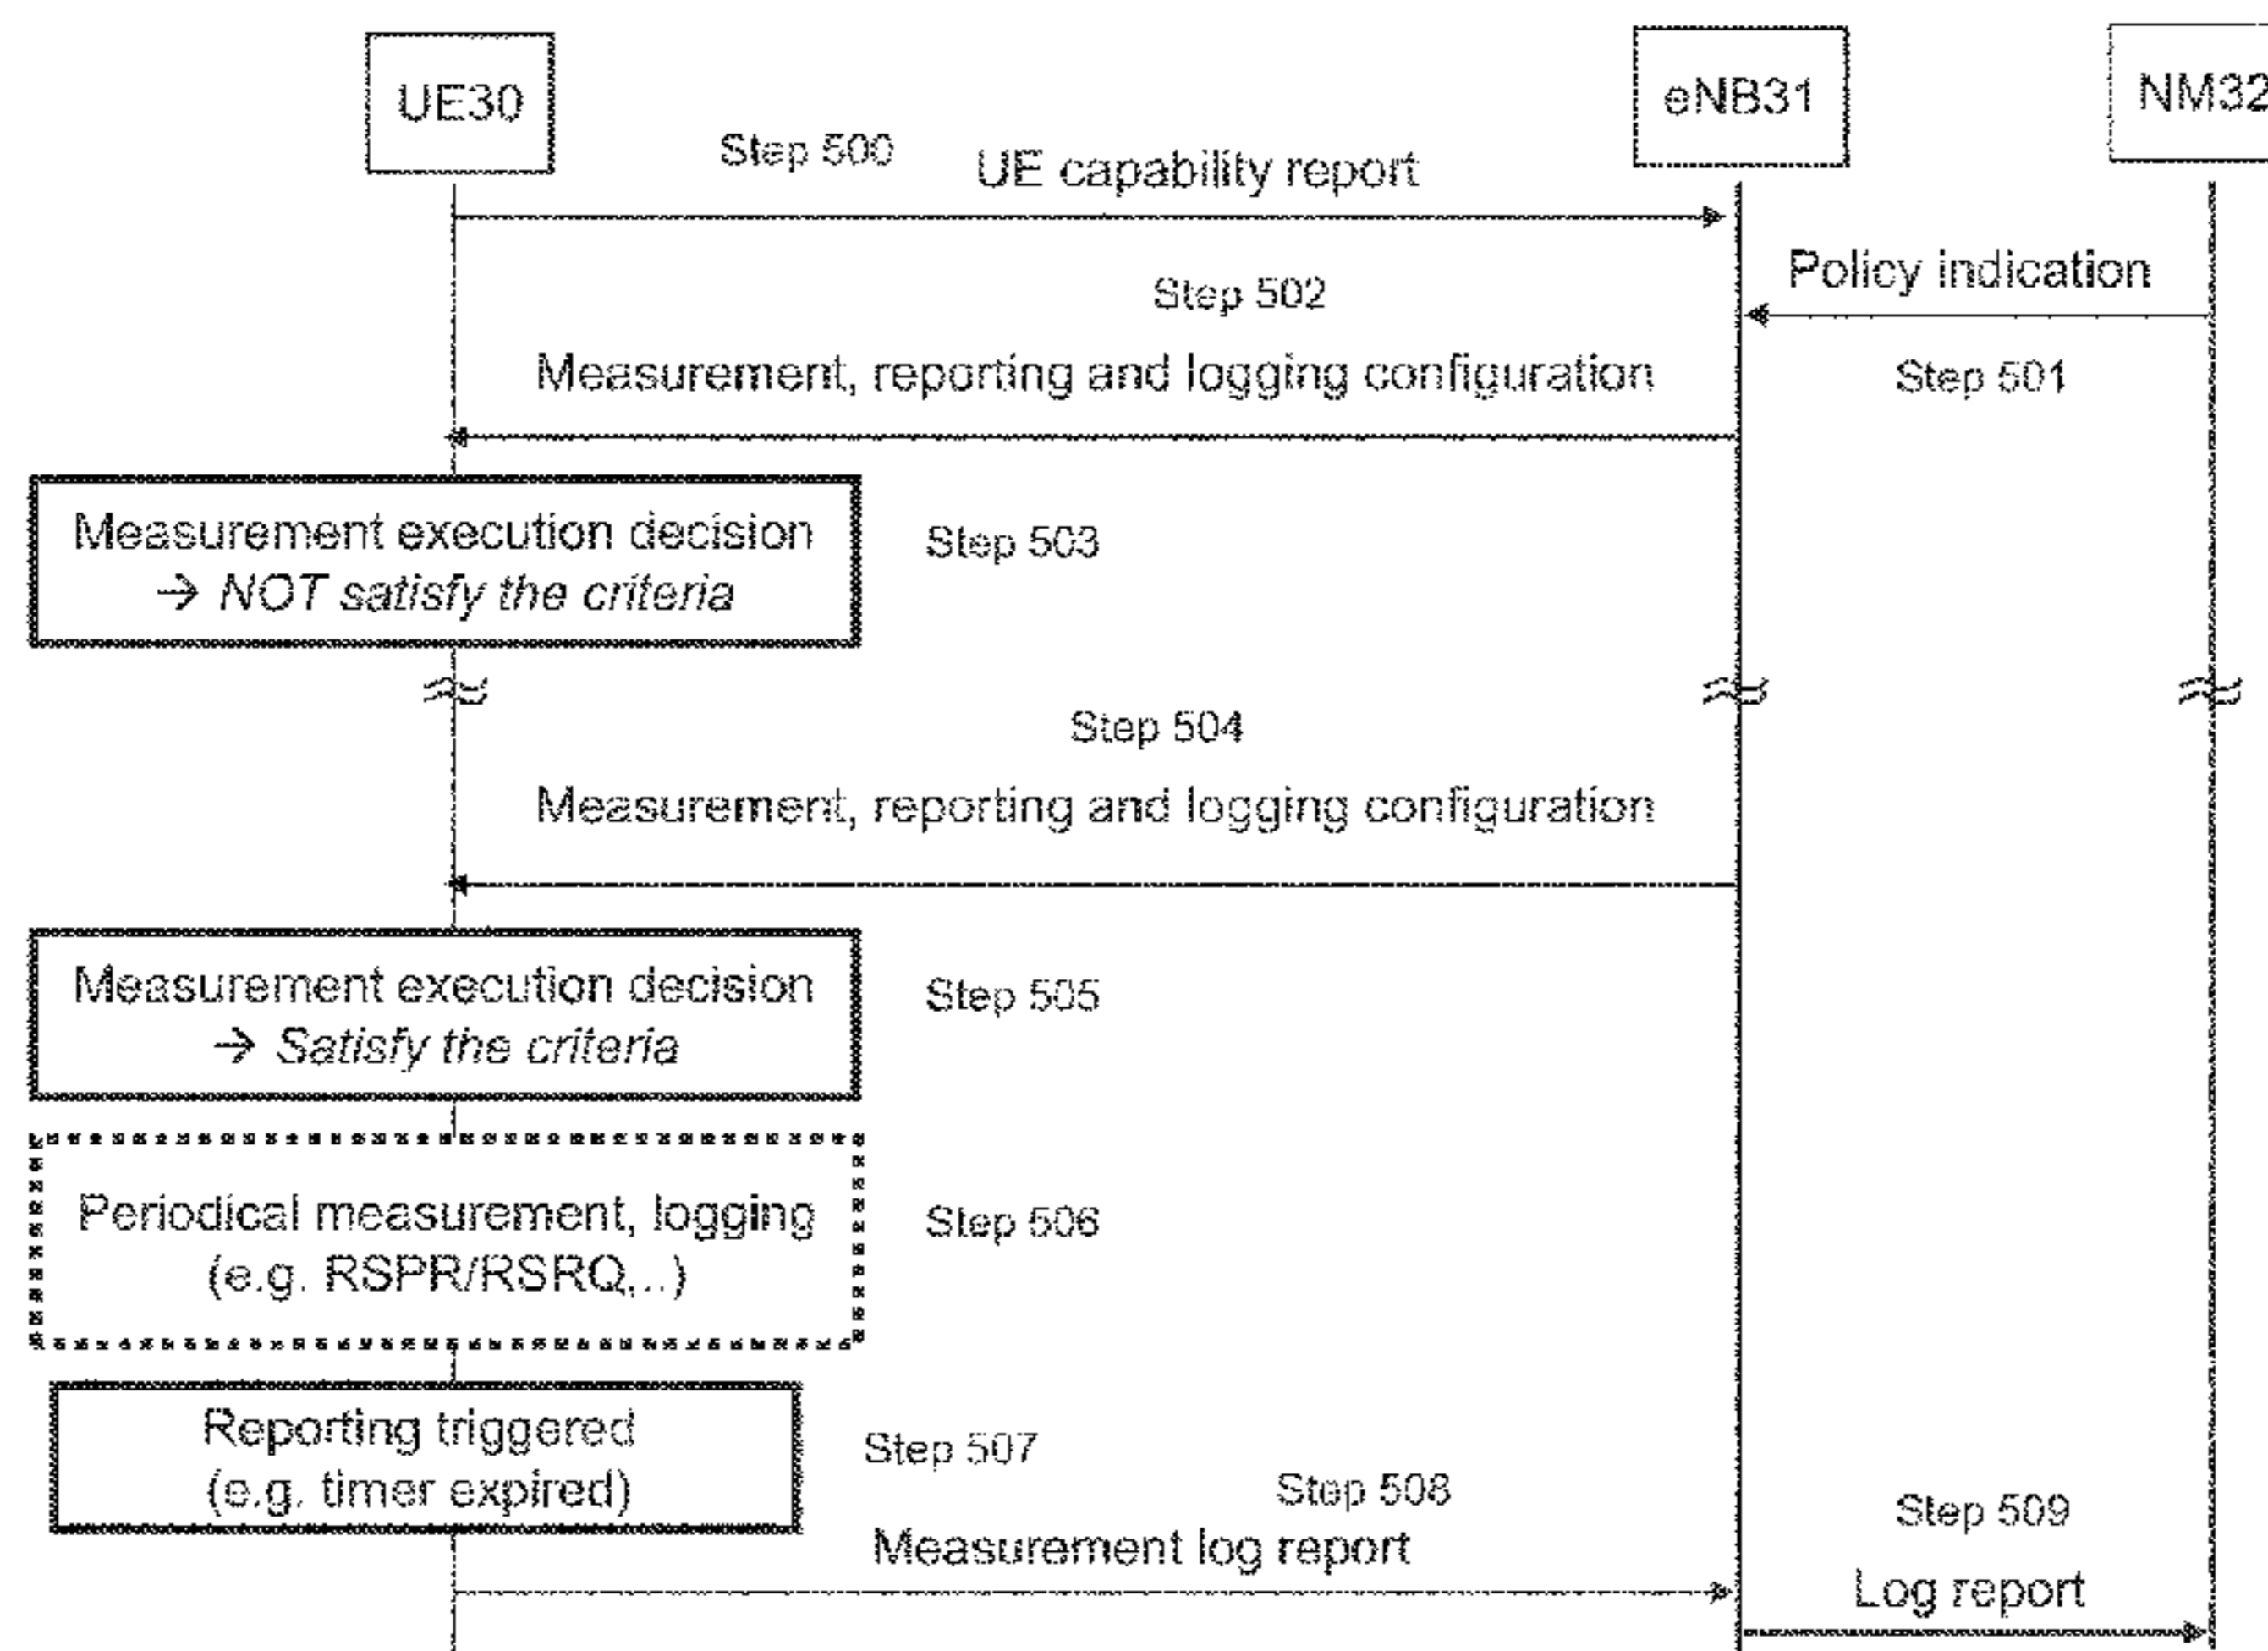 UE30
eNB31
NM32
Step 500
UE capability report
Policy indication
Step 501
Step 502
Measurement, reporting and logging configuration
Measurement execution decision
→ NOT satisfy the criteria
Step 503
Step 504
Measurement, reporting and logging configuration
Measurement execution decision
→ Satisfy the criteria
Step 505
Periodical measurement, logging
(e.g. RSPR/RSRQ,..)
Step 506
Reporting triggered
(e.g. timer expired)
Step 507
Step 508
Measurement log report
Step 509
Log report